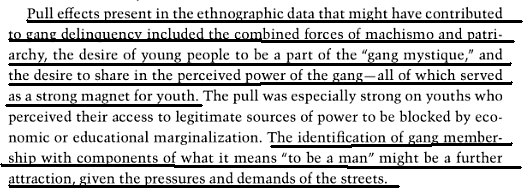 Pull effects present in the ethnographic data that might have contributed
to gang delinquency included the combined forces of machismo and patri-
archy, the desire of young people to be a part of the “gang mystique,” and
the desire to share in the perceived power of the gang—all of which served
as a strong magnet for youth. The pull was especially strong on youths who
perceived their access to legitimate sources of power to be blocked by eco-
nomic or educational marginalization. The identification of gang member-
ship with components of what it means “to be a man” might be a further
attraction, given the pressures and demands of the streets.